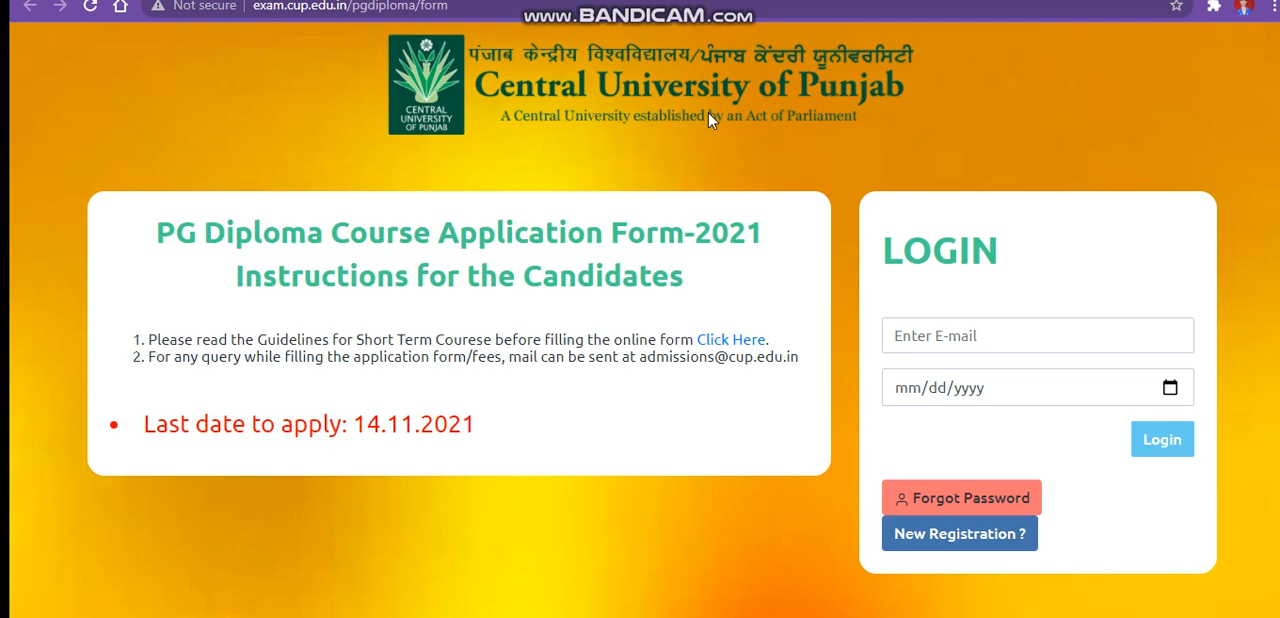 Not secure exam.cup.edu.in/pgdiploma/form
www.BANDICAM.com
पंजाब केन्द्रीय विश्वविद्यालय/ਪੰਜਾਬ ਕੇਂਦਰੀ ਯੂਨੀਵਰਸਿਟੀ
Central University of Punjab
A Central University established by an Act of Parliament
CENTRAL
UNIVERSITY
OF PUNJAB
PG Diploma Course Application Form-2021
Instructions for the Candidates
1. Please read the Guidelines for Short Term Courese before filling the online form Click Here.
2. For any query while filling the application form/fees, mail can be sent at admissions@cup.edu.in
• Last date to apply: 14.11.2021
LOGIN
Enter E-mail
mm/dd/yyyy
Login
Forgot Password
New Registration ?